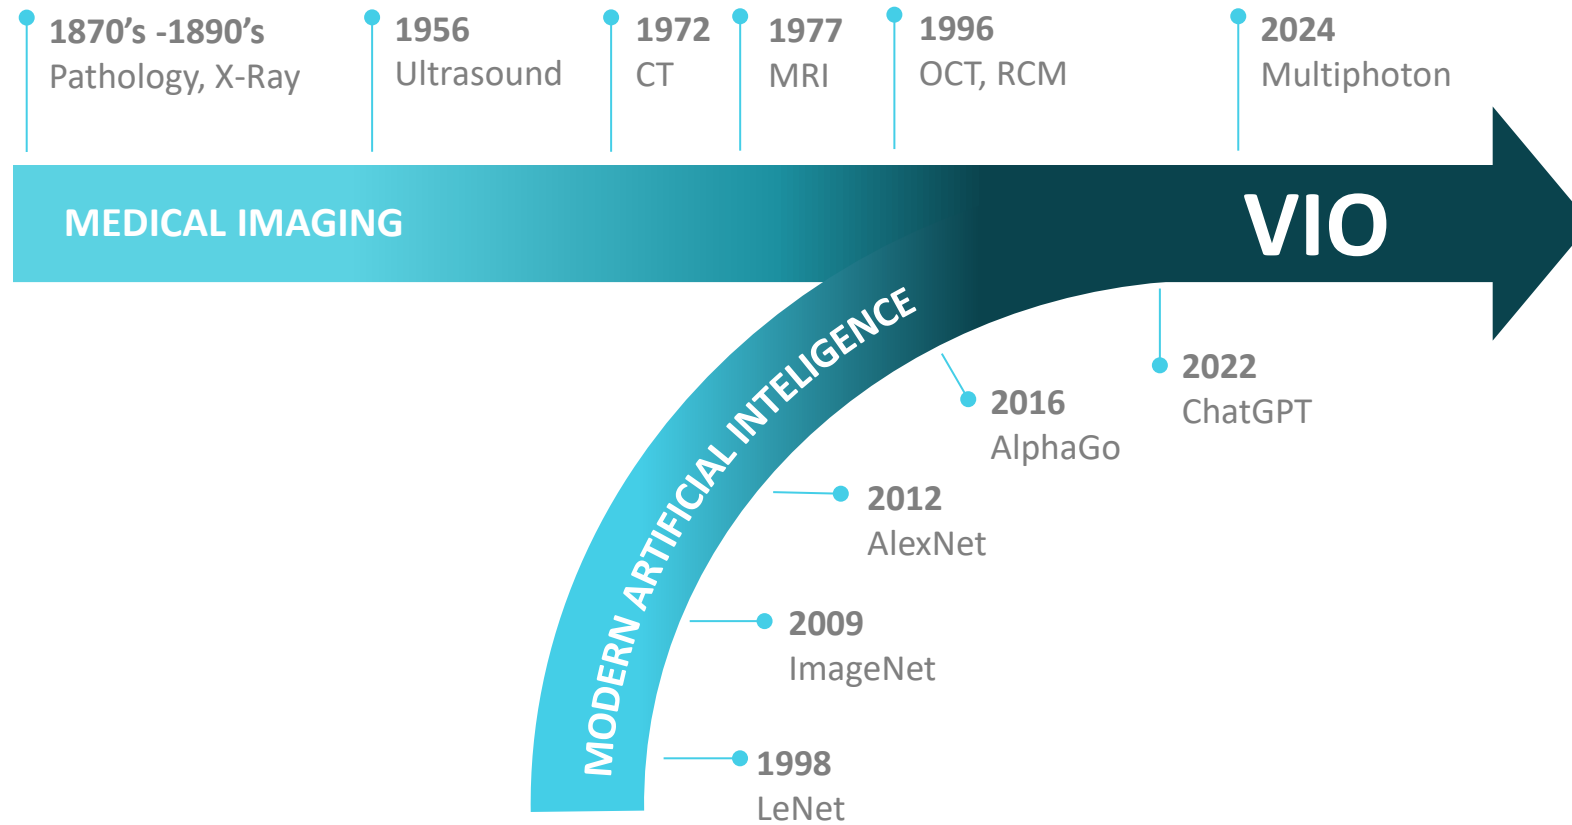 1870's -1890's
Pathology, X-Ray
1956
Ultrasound
1972
CT
1977
MRI
1996
OCT, RCM
2024
Multiphoton
MEDICAL IMAGING
VIO
MODERN ARTIFICIAL INTELIGENCE
2022
ChatGPT
2016
AlphaGo
2012
AlexNet
2009
ImageNet
1998
LeNet